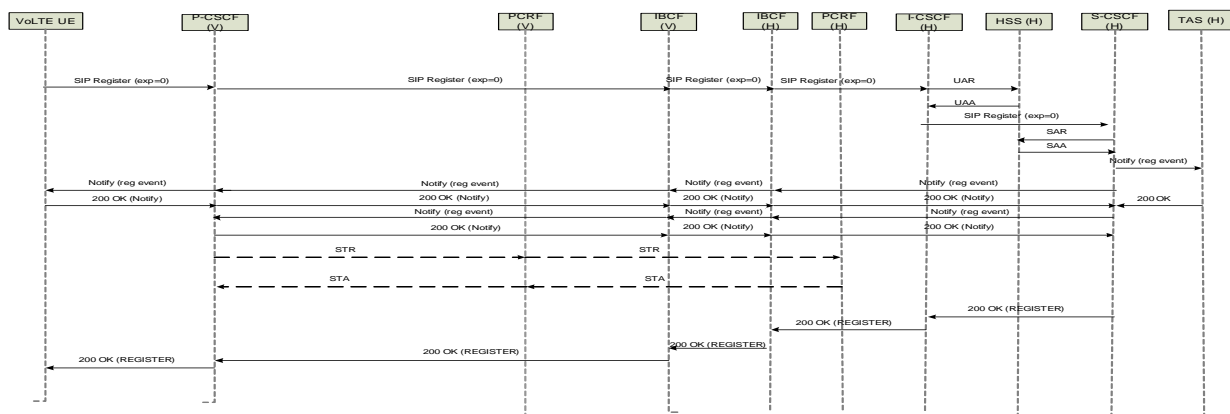 VoLTE UE
P-CSCF
(V)
PCRF
(V)
IBCF
(V)
IBCF
(H)
PCRF
(H)
I-CSCF
(H)
HSS (H)
S-CSCF
(H)
TAS (H)
SIP Register (exp=0)
SIP Register (exp=0)
SIP Register (exp=0)
SIP Register (exp=0)
UAR
UAA
SIP Register (exp=0)
SAR
SAA
Notify (reg event)
Notify (reg event)
Notify (reg event)
Notify (reg event)
Notify (reg event)
200 OK (Notify)
200 OK (Notify)
200 OK (Notify)
200 OK (Notify)
200 OK
Notify (reg event)
Notify (reg event)
Notify (reg event)
200 OK (Notify)
200 OK (Notify)
200 OK (Notify)
STR
STR
STA
STA
200 OK (REGISTER)
200 OK (REGISTER)
200 OK (REGISTER)
200 OK (REGISTER)
200 OK (REGISTER)